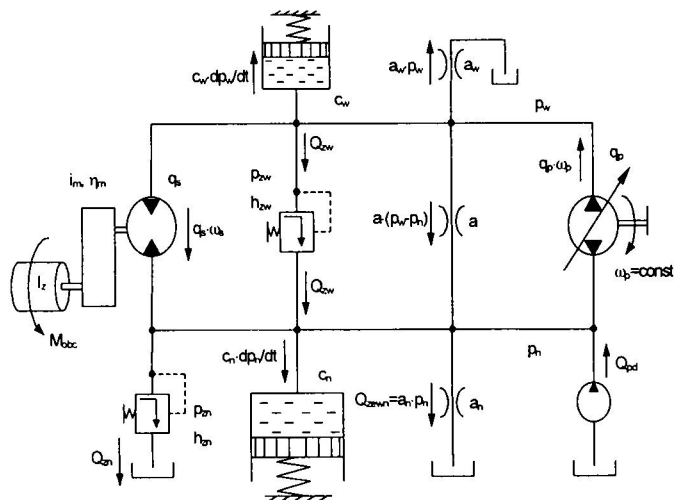 c_w·dp_w/dt
a_w·p_w
a_w
c_w
p_w
Q_zw
i_m, η_m
q_s
p_zw
q_p·ω_p
q_p
h_zw
q_s·ω_s
a·(p_w-p_n)
a
I_z
ω_p=const
Q_zw
M_obc
c_n·dp_n/dt
c_n
p_n
Q_pd
p_zn
Q_zewn=a_n·p_n
a_n
h_zn
Q_zn